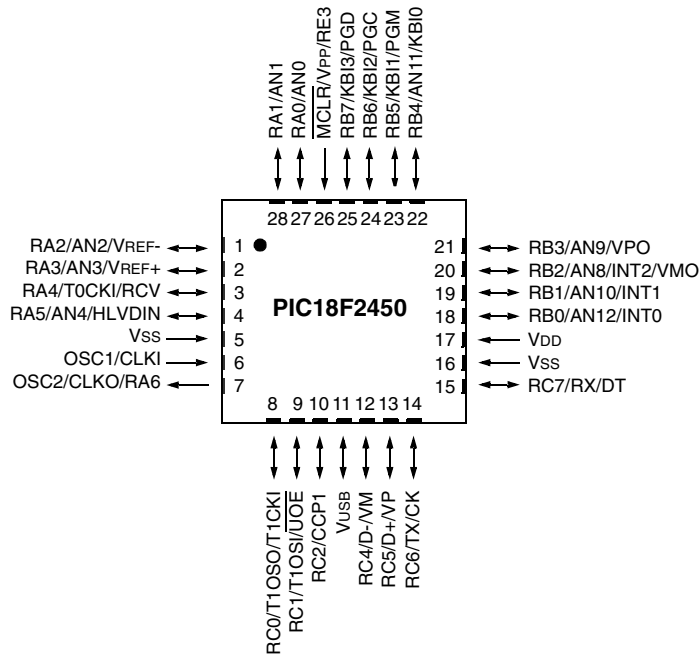 RA1/AN1
RA0/AN0
MCLR/VPP/RE3
RB7/KBI3/PGD
RB6/KBI2/PGC
RB5/KBI1/PGM
RB4/AN11/KBI0
28 27 26 25 24 23 22
RA2/AN2/VREF- 1
RA3/AN3/VREF+ 2
RA4/T0CKI/RCV 3
RA5/AN4/HLVDIN 4
VSS 5
OSC1/CLKI 6
OSC2/CLKO/RA6 7
PIC18F2450
21 RB3/AN9/VPO
20 RB2/AN8/INT2/VMO
19 RB1/AN10/INT1
18 RB0/AN12/INT0
17 VDD
16 VSS
15 RC7/RX/DT
8 9 10 11 12 13 14
RC0/T1OSO/T1CKI
RC1/T1OSI/UOE
RC2/CCP1
VUSB
RC4/D-/VM
RC5/D+/VP
RC6/TX/CK